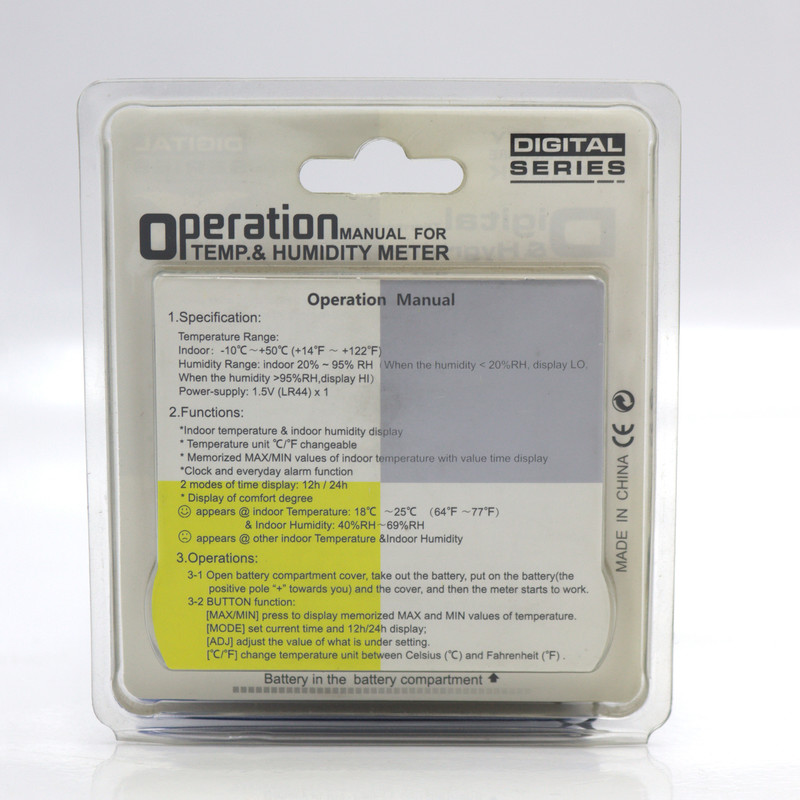 DIGITAL
SERIES
Operation MANUAL FOR
TEMP.& HUMIDITY METER
Operation Manual
1.Specification:
Temperature Range:
Indoor: -10℃~+50℃ (+14°F ~ +122°F)
Humidity Range: indoor 20% ~ 95% RH (When the humidity < 20%RH, display LO.
When the humidity >95%RH,display HI)
Power-supply: 1.5V (LR44) x 1
2.Functions:
*Indoor temperature & indoor humidity display
* Temperature unit ℃/°F changeable
* Memorized MAX/MIN values of indoor temperature with value time display
*Clock and everyday alarm function
2 modes of time display: 12h / 24h
* Display of comfort degree
☺ appears @ indoor Temperature: 18℃ ~25℃ (64°F ~77°F)
& Indoor Humidity: 40%RH~69%RH
☹ appears @ other indoor Temperature &Indoor Humidity
3.Operations:
3-1 Open battery compartment cover, take out the battery, put on the battery(the
positive pole "+" towards you) and the cover, and then the meter starts to work.
3-2 BUTTON function:
[MAX/MIN] press to display memorized MAX and MIN values of temperature.
[MODE] set current time and 12h/24h display;
[ADJ] adjust the value of what is under setting.
[℃/°F] change temperature unit between Celsius (℃) and Fahrenheit (°F) .
Battery in the battery compartment
MADE IN CHINA CE